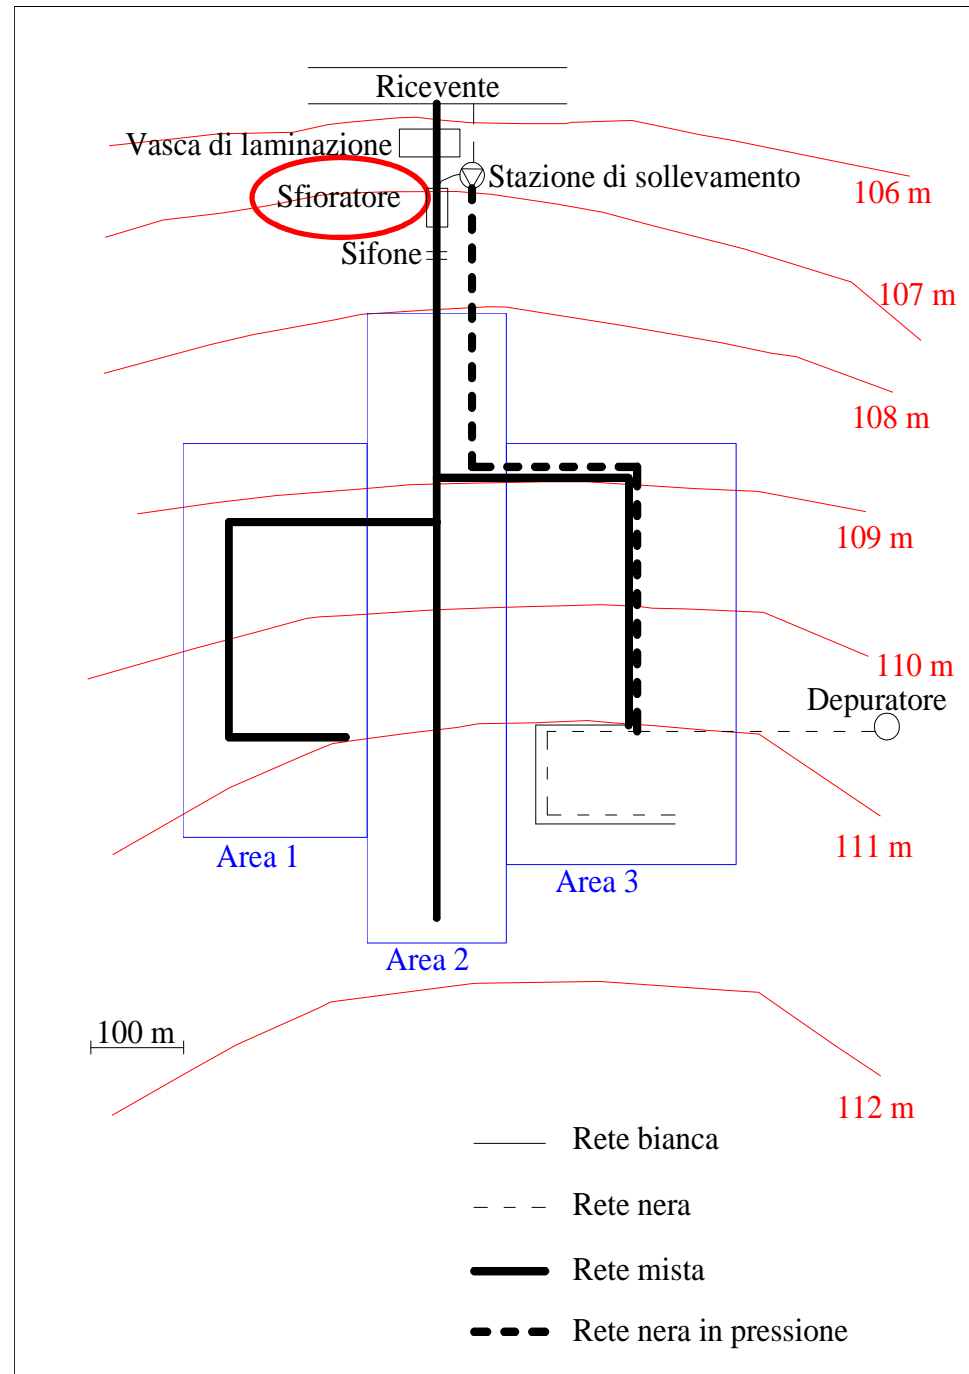 Ricevente
Vasca di laminazione
Stazione di sollevamento
106 m
Sfioratore
Sifone
107 m
108 m
109 m
110 m
Depuratore
111 m
Area 1
Area 3
Area 2
100 m
112 m
Rete bianca
Rete nera
Rete mista
Rete nera in pressione